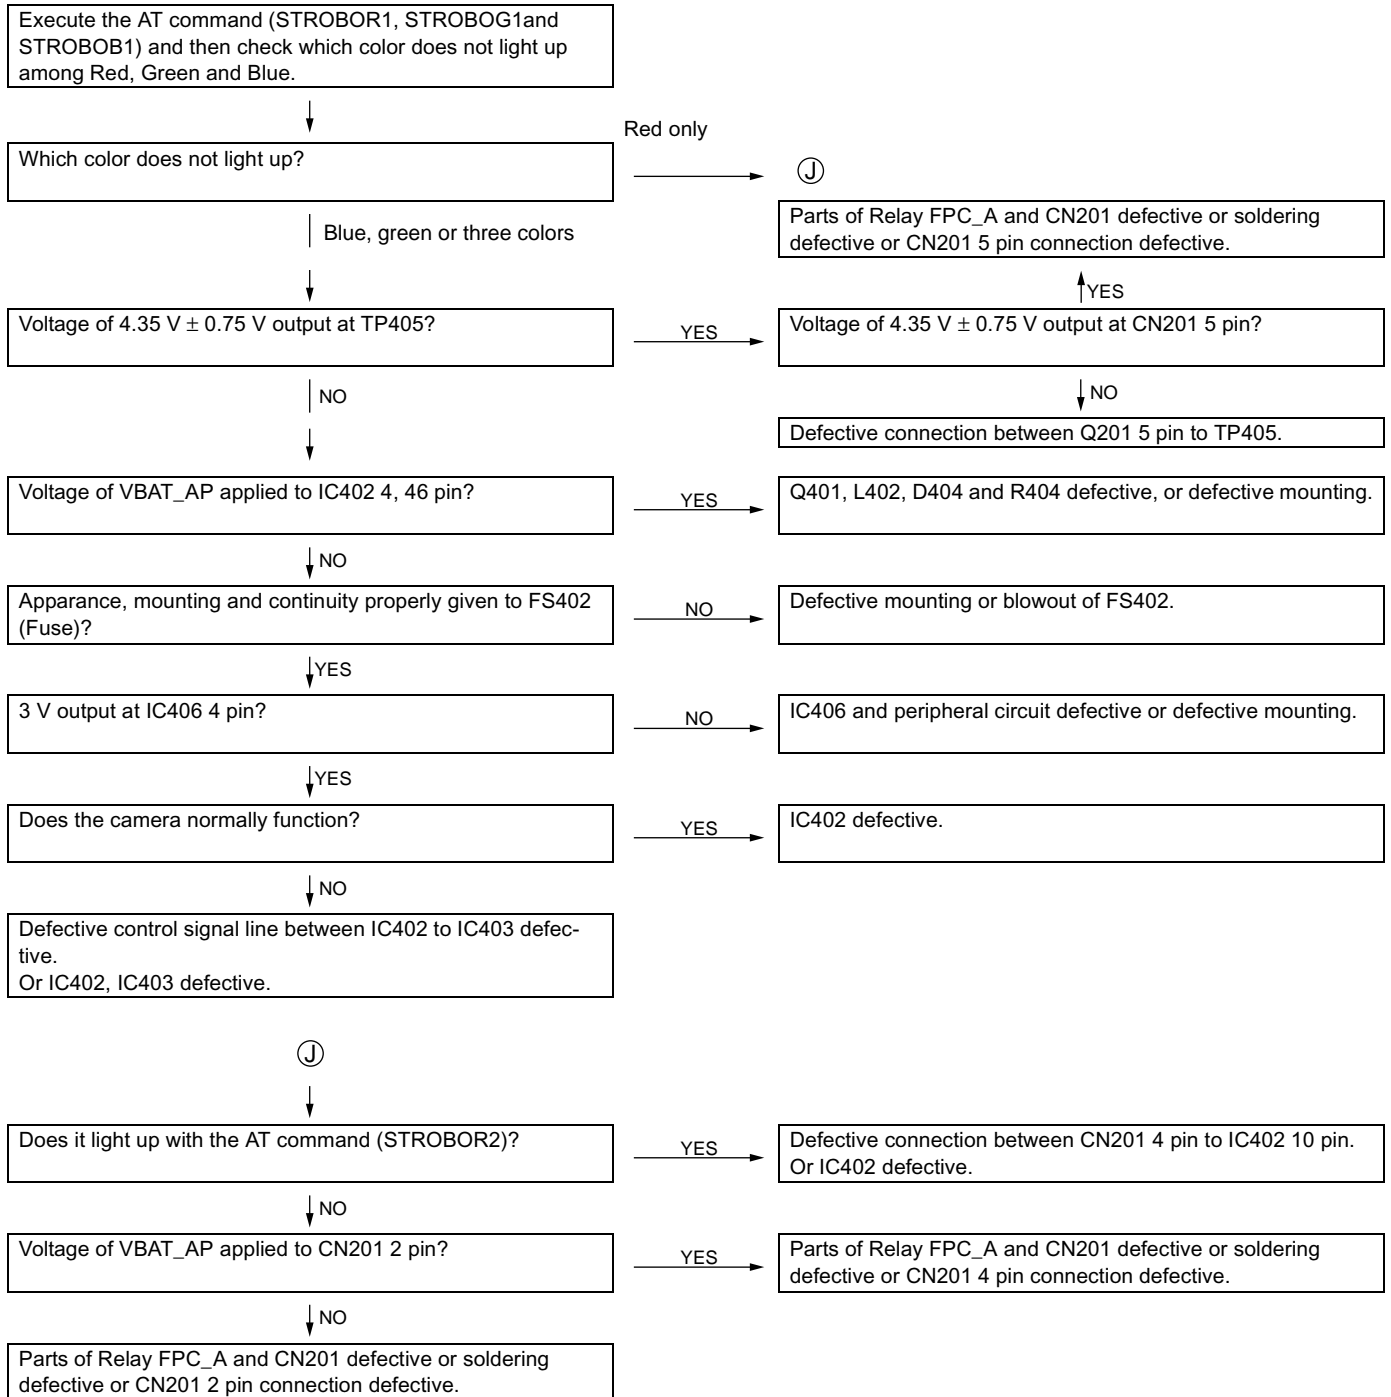 Execute the AT command (STROBOR1, STROBOG1and
STROBOB1) and then check which color does not light up
among Red, Green and Blue.
Red only
Which color does not light up?
Ⓙ
Parts of Relay FPC_A and CN201 defective or soldering
defective or CN201 5 pin connection defective.
Blue, green or three colors
YES
Voltage of 4.35 V ± 0.75 V output at TP405?
YES
Voltage of 4.35 V ± 0.75 V output at CN201 5 pin?
NO
NO
Defective connection between Q201 5 pin to TP405.
Voltage of VBAT_AP applied to IC402 4, 46 pin?
YES
Q401, L402, D404 and R404 defective, or defective mounting.
NO
Apparance, mounting and continuity properly given to FS402
(Fuse)?
NO
Defective mounting or blowout of FS402.
YES
3 V output at IC406 4 pin?
NO
IC406 and peripheral circuit defective or defective mounting.
YES
Does the camera normally function?
YES
IC402 defective.
NO
Defective control signal line between IC402 to IC403 defec-
tive.
Or IC402, IC403 defective.
Ⓙ
Does it light up with the AT command (STROBOR2)?
YES
Defective connection between CN201 4 pin to IC402 10 pin.
Or IC402 defective.
NO
Voltage of VBAT_AP applied to CN201 2 pin?
YES
Parts of Relay FPC_A and CN201 defective or soldering
defective or CN201 4 pin connection defective.
NO
Parts of Relay FPC_A and CN201 defective or soldering
defective or CN201 2 pin connection defective.